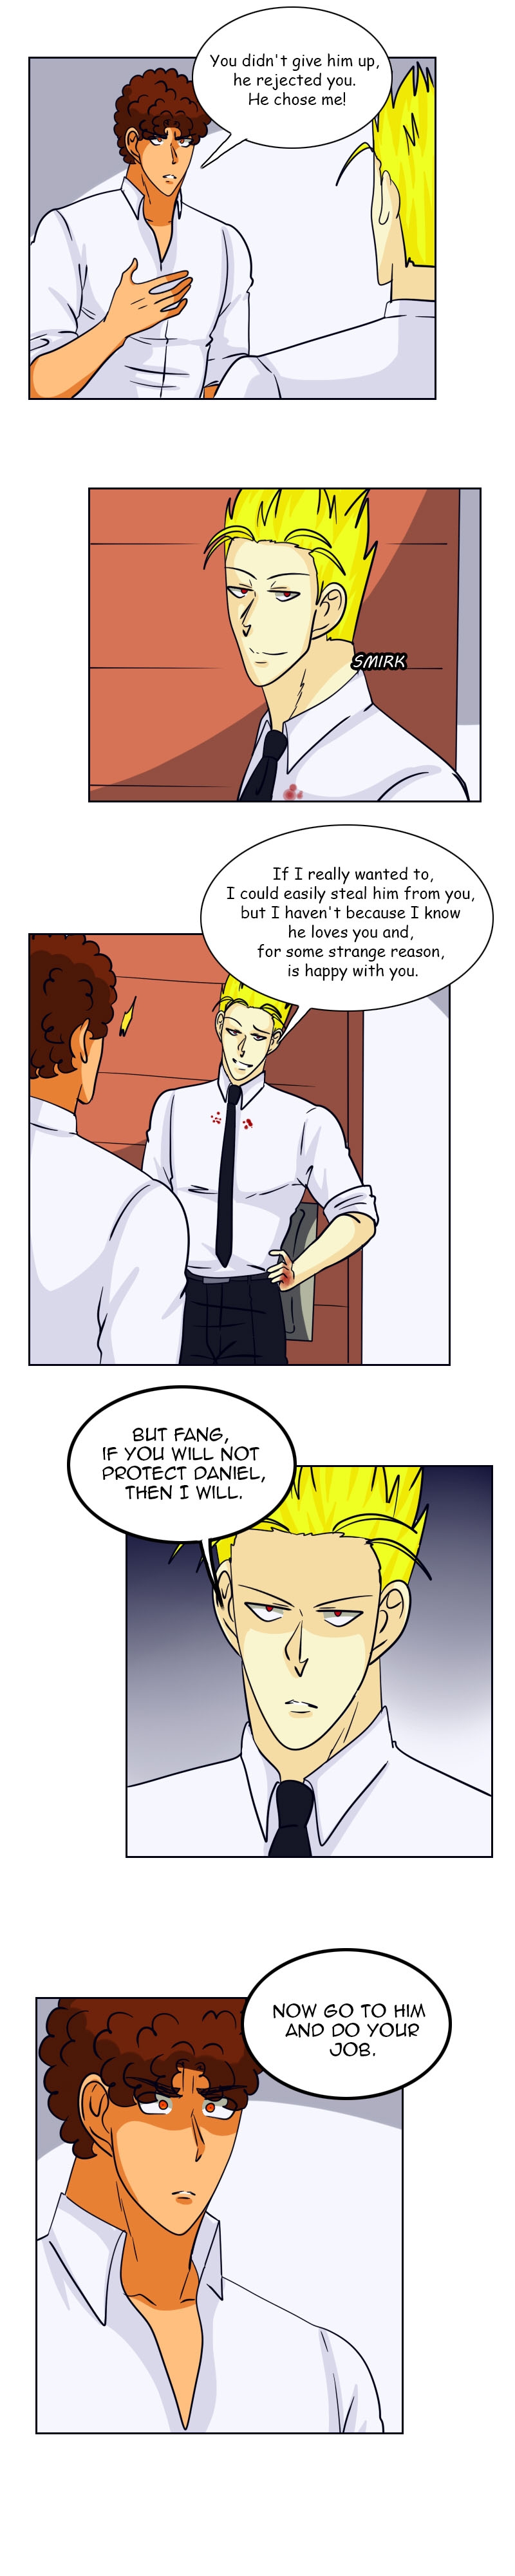 You didn't give him up,
he rejected you.
He chose me!
SMIRK
If I really wanted to,
I could easily steal him from you,
but I haven't because I know
he loves you and,
for some strange reason,
is happy with you.
BUT FANG,
IF YOU WILL NOT
PROTECT DANIEL,
THEN I WILL.
NOW GO TO HIM
AND DO YOUR
JOB.